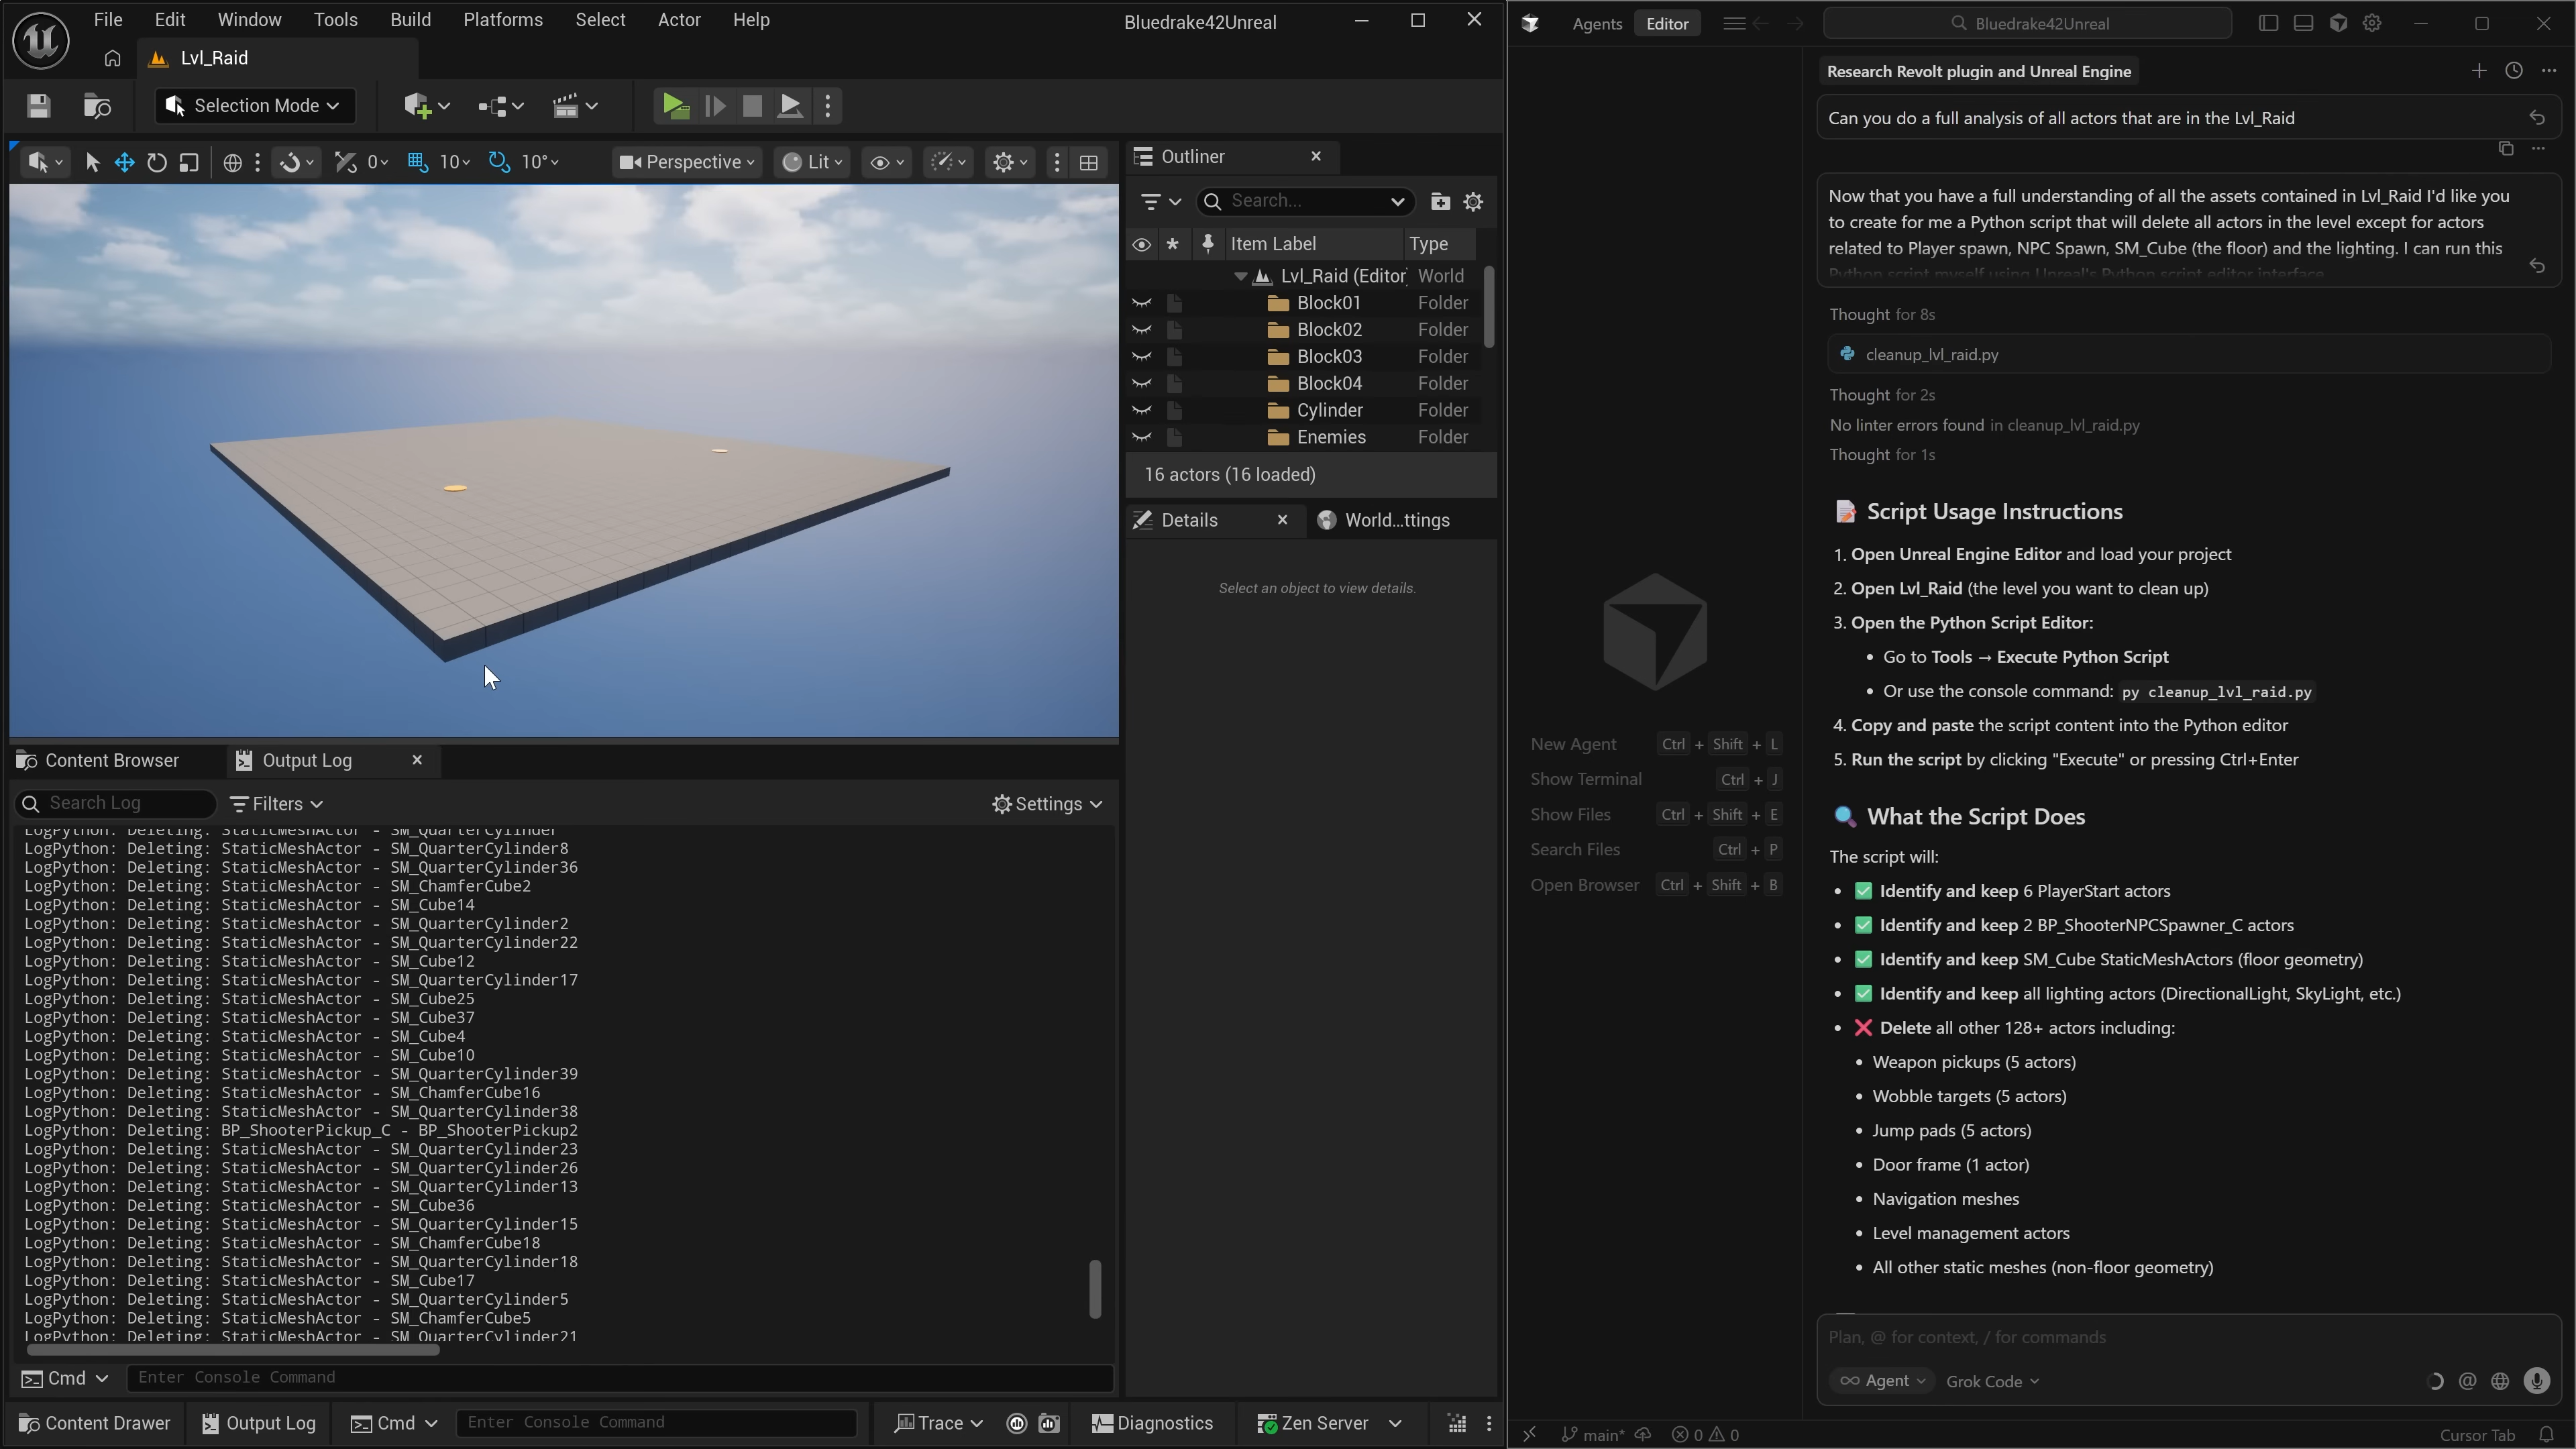 File Edit Window Tools Build Platforms Select Actor Help
Bluedrake42Unreal
Lvl_Raid
Selection Mode
0 10 10°
Perspective
Lit
Outliner
Search...
Item Label Type
Lvl_Raid (Editor World
Block01 Folder
Block02 Folder
Block03 Folder
Block04 Folder
Cylinder Folder
Enemies Folder
16 actors (16 loaded)
Details
World...ttings
Select an object to view details.
Content Browser
Output Log
Search Log
Filters
Settings
LogPython: Deleting: StaticMeshActor - SM_QuarterCylinder
LogPython: Deleting: StaticMeshActor - SM_QuarterCylinder8
LogPython: Deleting: StaticMeshActor - SM_QuarterCylinder36
LogPython: Deleting: StaticMeshActor - SM_ChamferCube2
LogPython: Deleting: StaticMeshActor - SM_Cube14
LogPython: Deleting: StaticMeshActor - SM_QuarterCylinder2
LogPython: Deleting: StaticMeshActor - SM_QuarterCylinder22
LogPython: Deleting: StaticMeshActor - SM_Cube12
LogPython: Deleting: StaticMeshActor - SM_QuarterCylinder17
LogPython: Deleting: StaticMeshActor - SM_Cube25
LogPython: Deleting: StaticMeshActor - SM_Cube37
LogPython: Deleting: StaticMeshActor - SM_Cube4
LogPython: Deleting: StaticMeshActor - SM_Cube10
LogPython: Deleting: StaticMeshActor - SM_QuarterCylinder39
LogPython: Deleting: StaticMeshActor - SM_ChamferCube16
LogPython: Deleting: StaticMeshActor - SM_QuarterCylinder38
LogPython: Deleting: BP_ShooterPickup_C - BP_ShooterPickup2
LogPython: Deleting: StaticMeshActor - SM_QuarterCylinder23
LogPython: Deleting: StaticMeshActor - SM_QuarterCylinder26
LogPython: Deleting: StaticMeshActor - SM_QuarterCylinder13
LogPython: Deleting: StaticMeshActor - SM_Cube36
LogPython: Deleting: StaticMeshActor - SM_QuarterCylinder15
LogPython: Deleting: StaticMeshActor - SM_ChamferCube18
LogPython: Deleting: StaticMeshActor - SM_QuarterCylinder18
LogPython: Deleting: StaticMeshActor - SM_Cube17
LogPython: Deleting: StaticMeshActor - SM_QuarterCylinder5
LogPython: Deleting: StaticMeshActor - SM_ChamferCube5
LogPython: Deleting: StaticMeshActor - SM_QuarterCylinder21
Cmd
Enter Console Command
Content Drawer
Output Log
Cmd
Enter Console Command
Trace
Diagnostics
Zen Server
Agents Editor
Bluedrake42Unreal
New Agent Ctrl + Shift + L
Show Terminal Ctrl + J
Show Files Ctrl + Shift + E
Search Files Ctrl + P
Open Browser Ctrl + Shift + B
Research Revolt plugin and Unreal Engine
Can you do a full analysis of all actors that are in the Lvl_Raid
Now that you have a full understanding of all the assets contained in Lvl_Raid I'd like you
to create for me a Python script that will delete all actors in the level except for actors
related to Player spawn, NPC Spawn, SM_Cube (the floor) and the lighting. I can run this
Python script myself using Unreal's Python script editor interface
Thought for 8s
cleanup_lvl_raid.py
Thought for 2s
No linter errors found in cleanup_lvl_raid.py
Thought for 1s
📝 Script Usage Instructions
1. Open Unreal Engine Editor and load your project
2. Open Lvl_Raid (the level you want to clean up)
3. Open the Python Script Editor:
• Go to Tools → Execute Python Script
• Or use the console command: py cleanup_lvl_raid.py
4. Copy and paste the script content into the Python editor
5. Run the script by clicking "Execute" or pressing Ctrl+Enter
🔍 What the Script Does
The script will:
• ✅ Identify and keep 6 PlayerStart actors
• ✅ Identify and keep 2 BP_ShooterNPCSpawner_C actors
• ✅ Identify and keep SM_Cube StaticMeshActors (floor geometry)
• ✅ Identify and keep all lighting actors (DirectionalLight, SkyLight, etc.)
• ❌ Delete all other 128+ actors including:
• Weapon pickups (5 actors)
• Wobble targets (5 actors)
• Jump pads (5 actors)
• Door frame (1 actor)
• Navigation meshes
• Level management actors
• All other static meshes (non-floor geometry)
Plan, @ for context, / for commands
∞ Agent Grok Code
main* 0 0
Cursor Tab